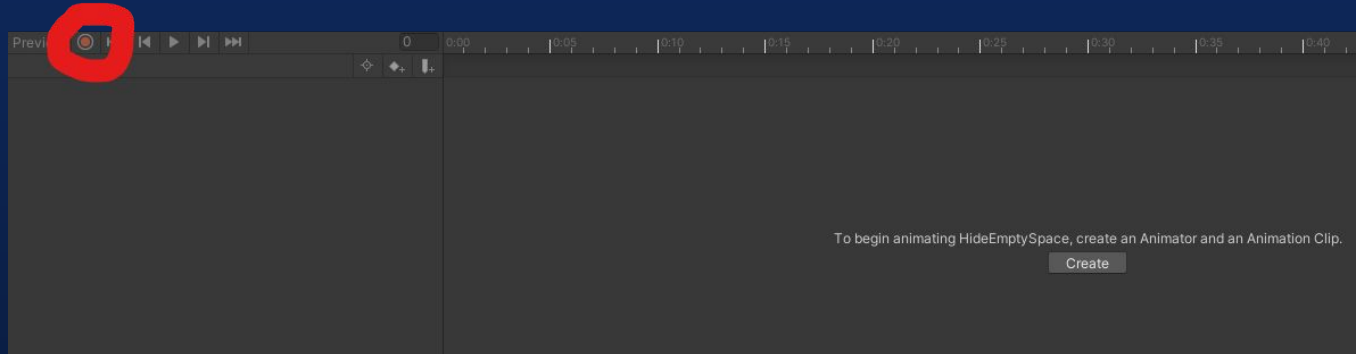 0 0:00 0:05 0:10 0:15 0:20 0:25 0:30 0:35 0:40
To begin animating HideEmptySpace, create an Animator and an Animation Clip.
Create